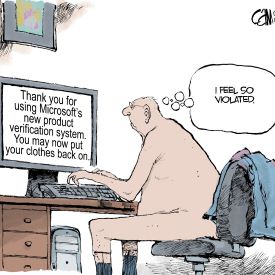 Thank you for
using Microsoft's
new product
verification system.
You may now put
your clothes back on.
I FEEL SO
VIOLATED.